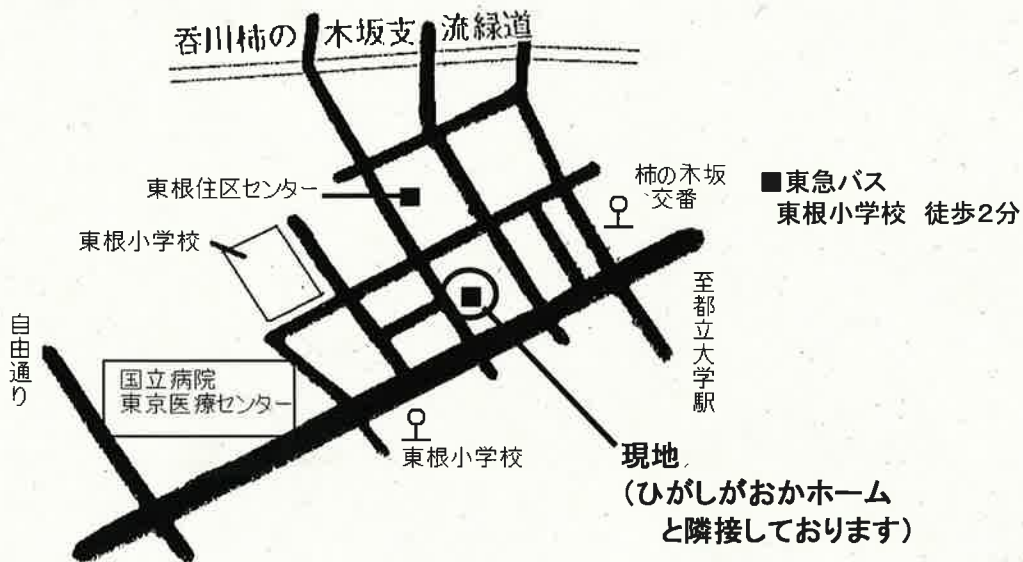 呑川柿の木坂支流緑道
東根住区センター
柿の木坂
交番
■東急バス
東根小学校 徒歩2分
東根小学校
至都立大学駅
自由通り
国立病院
東京医療センター
東根小学校
現地
(ひがしがおかホーム
と隣接しております)